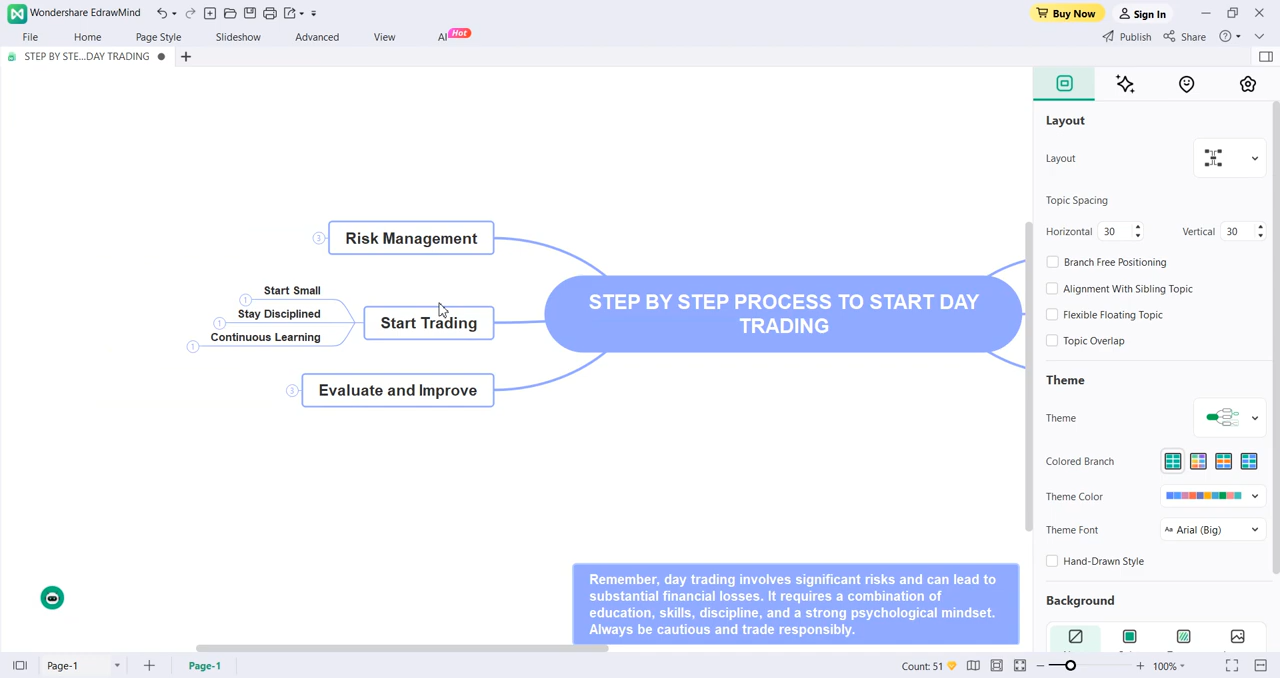 Wondershare EdrawMind
Buy Now
Sign In
File
Home
Page Style
Slideshow
Advanced
View
AI
Hot
Publish
Share
STEP BY STE...DAY TRADING
Risk Management
3
Start Small
1
Stay Disciplined
1
Continuous Learning
1
Start Trading
Evaluate and Improve
3
STEP BY STEP PROCESS TO START DAY
TRADING
Remember, day trading involves significant risks and can lead to
substantial financial losses. It requires a combination of
education, skills, discipline, and a strong psychological mindset.
Always be cautious and trade responsibly.
Layout
Layout
Topic Spacing
Horizontal 30
Vertical 30
Branch Free Positioning
Alignment With Sibling Topic
Flexible Floating Topic
Topic Overlap
Theme
Theme
Colored Branch
Theme Color
Theme Font
Aa Arial (Big)
Hand-Drawn Style
Background
Page-1
Page-1
Count: 51
100%